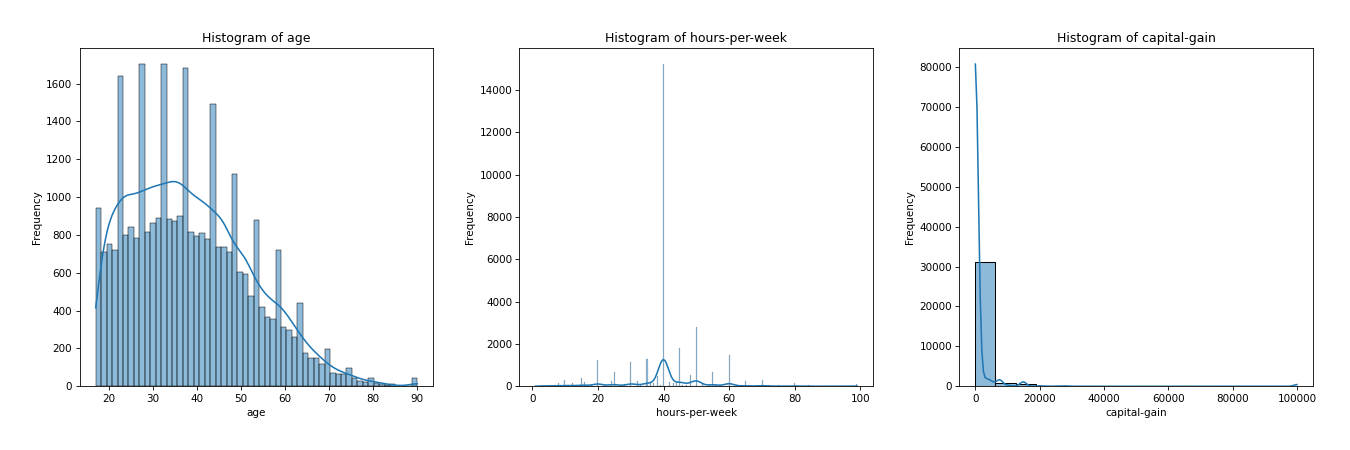 Histogram of age
Frequency
1600
1400
1200
1000
800
600
400
200
0
20 30 40 50 60 70 80 90
age
Histogram of hours-per-week
Frequency
14000
12000
10000
8000
6000
4000
2000
0
0 20 40 60 80 100
hours-per-week
Histogram of capital-gain
Frequency
80000
70000
60000
50000
40000
30000
20000
10000
0
0 20000 40000 60000 80000 100000
capital-gain